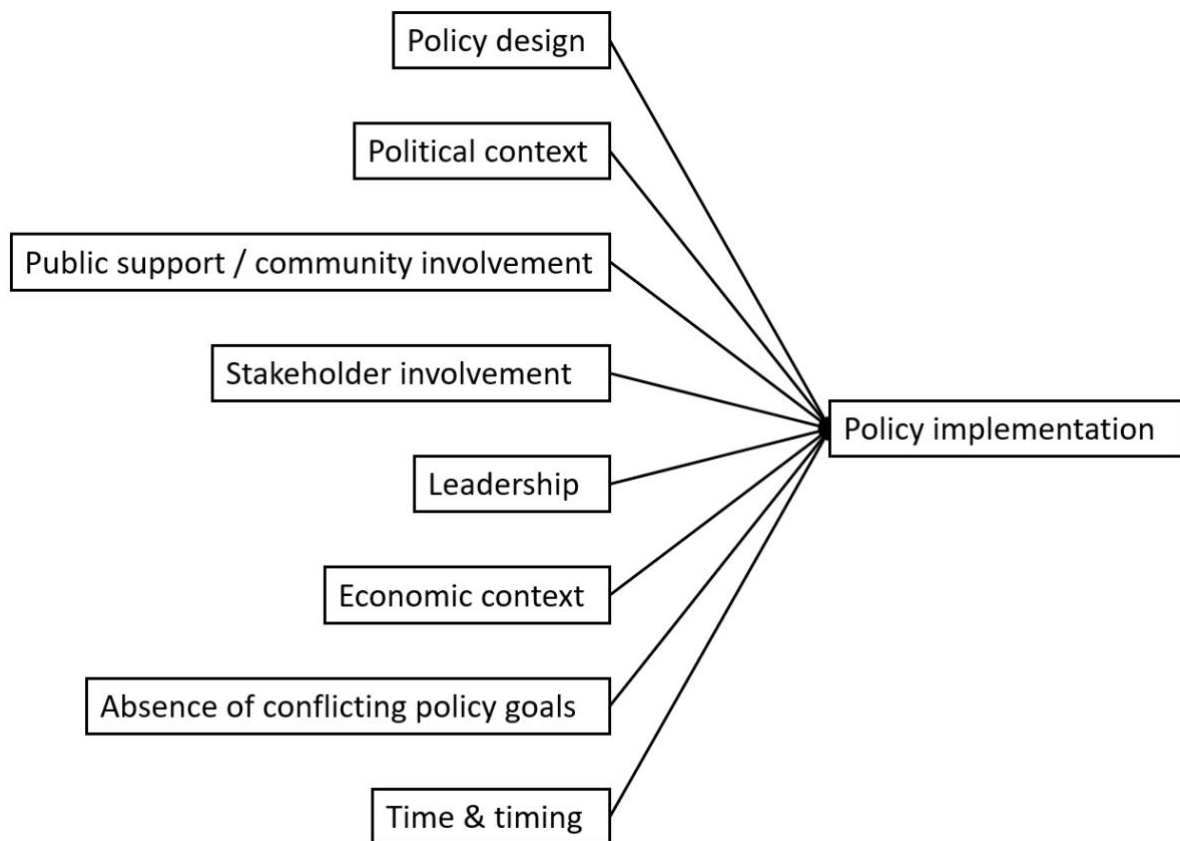 Policy design
Political context
Public support / community involvement
Stakeholder involvement
Policy implementation
Leadership
Economic context
Absence of conflicting policy goals
Time & timing